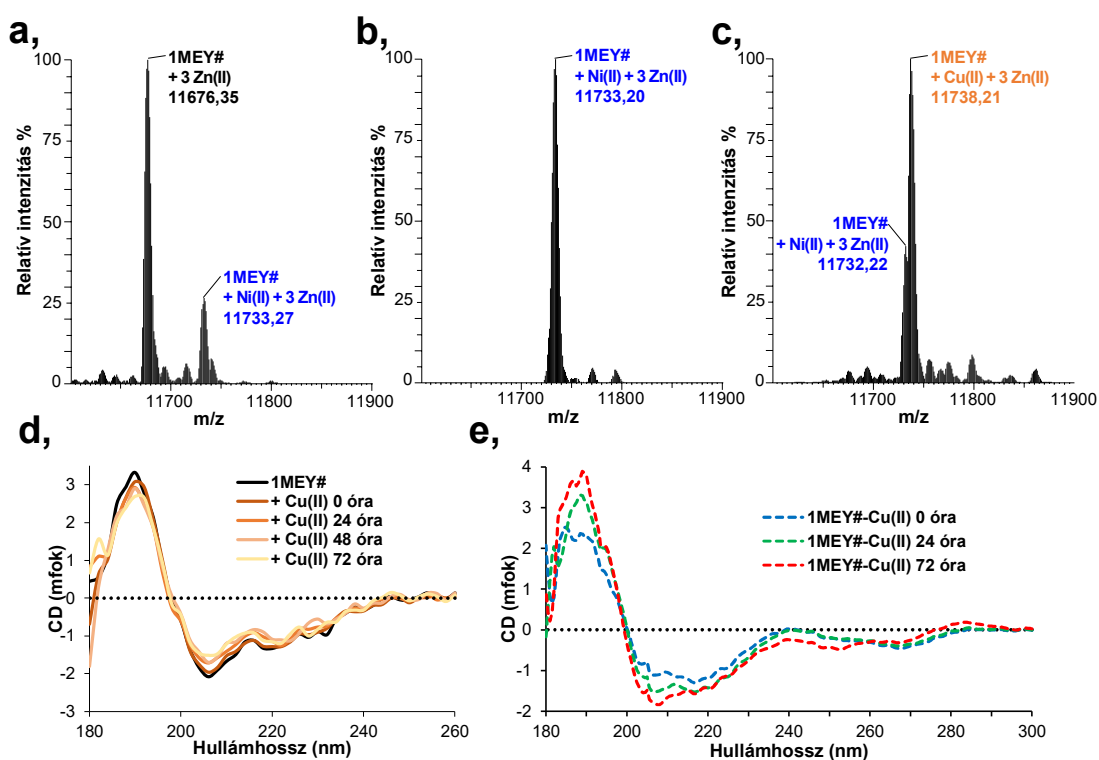 a,
Relatív intenzitás %
100
75
50
25
0
1MEY#
+ 3 Zn(II)
11676,35
1MEY#
+ Ni(II) + 3 Zn(II)
11733,27
11700 11800 11900
m/z
b,
Relatív intenzitás %
100
75
50
25
0
1MEY#
+ Ni(II) + 3 Zn(II)
11733,20
11700 11800 11900
m/z
c,
Relatív intenzitás %
100
75
50
25
0
1MEY#
+ Cu(II) + 3 Zn(II)
11738,21
1MEY#
+ Ni(II) + 3 Zn(II)
11732,22
11700 11800 11900
m/z
d,
CD (mfok)
3
2
1
0
-1
-2
-3
1MEY#
+ Cu(II) 0 óra
+ Cu(II) 24 óra
+ Cu(II) 48 óra
+ Cu(II) 72 óra
180 200 220 240 260
Hullámhossz (nm)
e,
CD (mfok)
4
3
2
1
0
-1
-2
1MEY#-Cu(II) 0 óra
1MEY#-Cu(II) 24 óra
1MEY#-Cu(II) 72 óra
180 200 220 240 260 280 300
Hullámhossz (nm)